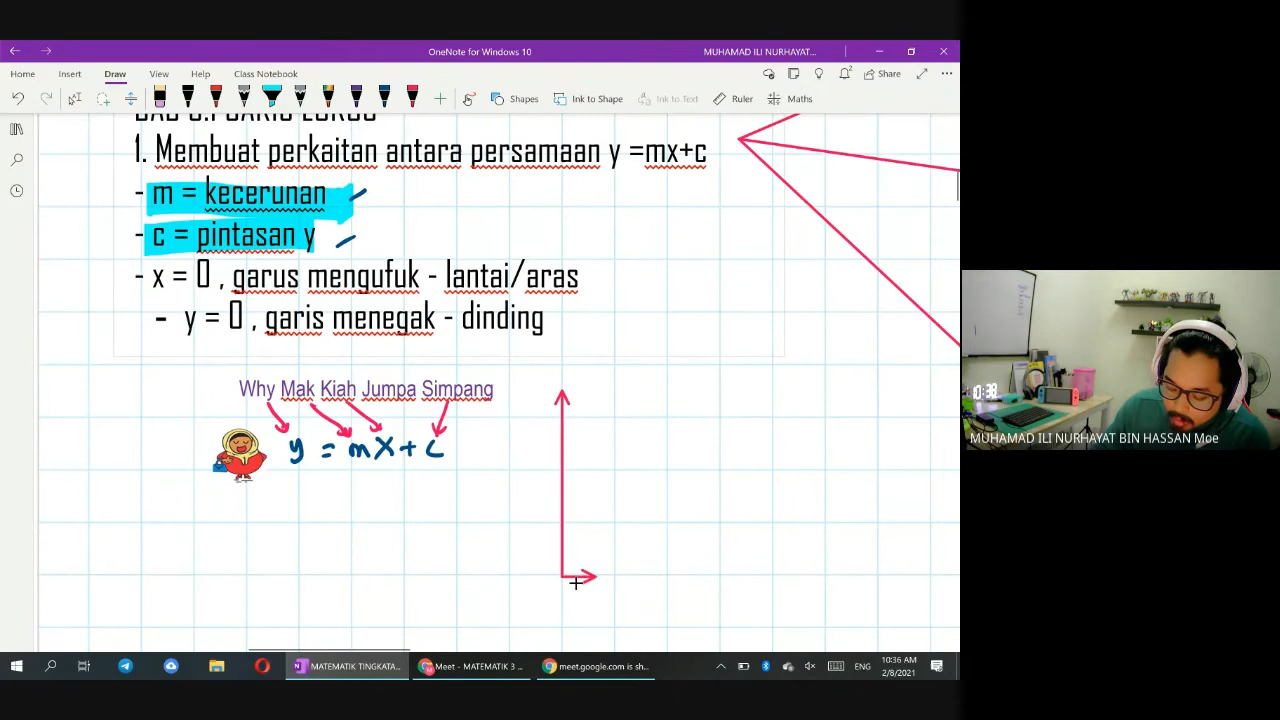 OneNote for Windows 10
MUHAMAD ILI NURHAYAT...
Home Insert Draw View Help Class Notebook
Share
Shapes Ink to Shape Ink to Text Ruler Maths
1. Membuat perkaitan antara persamaan y =mx+c
- m = kecerunan
- c = pintasan y
- x = 0 , garus mengufuk - lantai/aras
- y = 0 , garis menegak - dinding
Why Mak Kiah Jumpa Simpang
y = mx + c
10:38
MUHAMAD ILI NURHAYAT BIN HASSAN Moe
MATEMATIK TINGKATA...
Meet - MATEMATIK 3 ...
meet.google.com is sh...
ENG
10:36 AM
2/8/2021